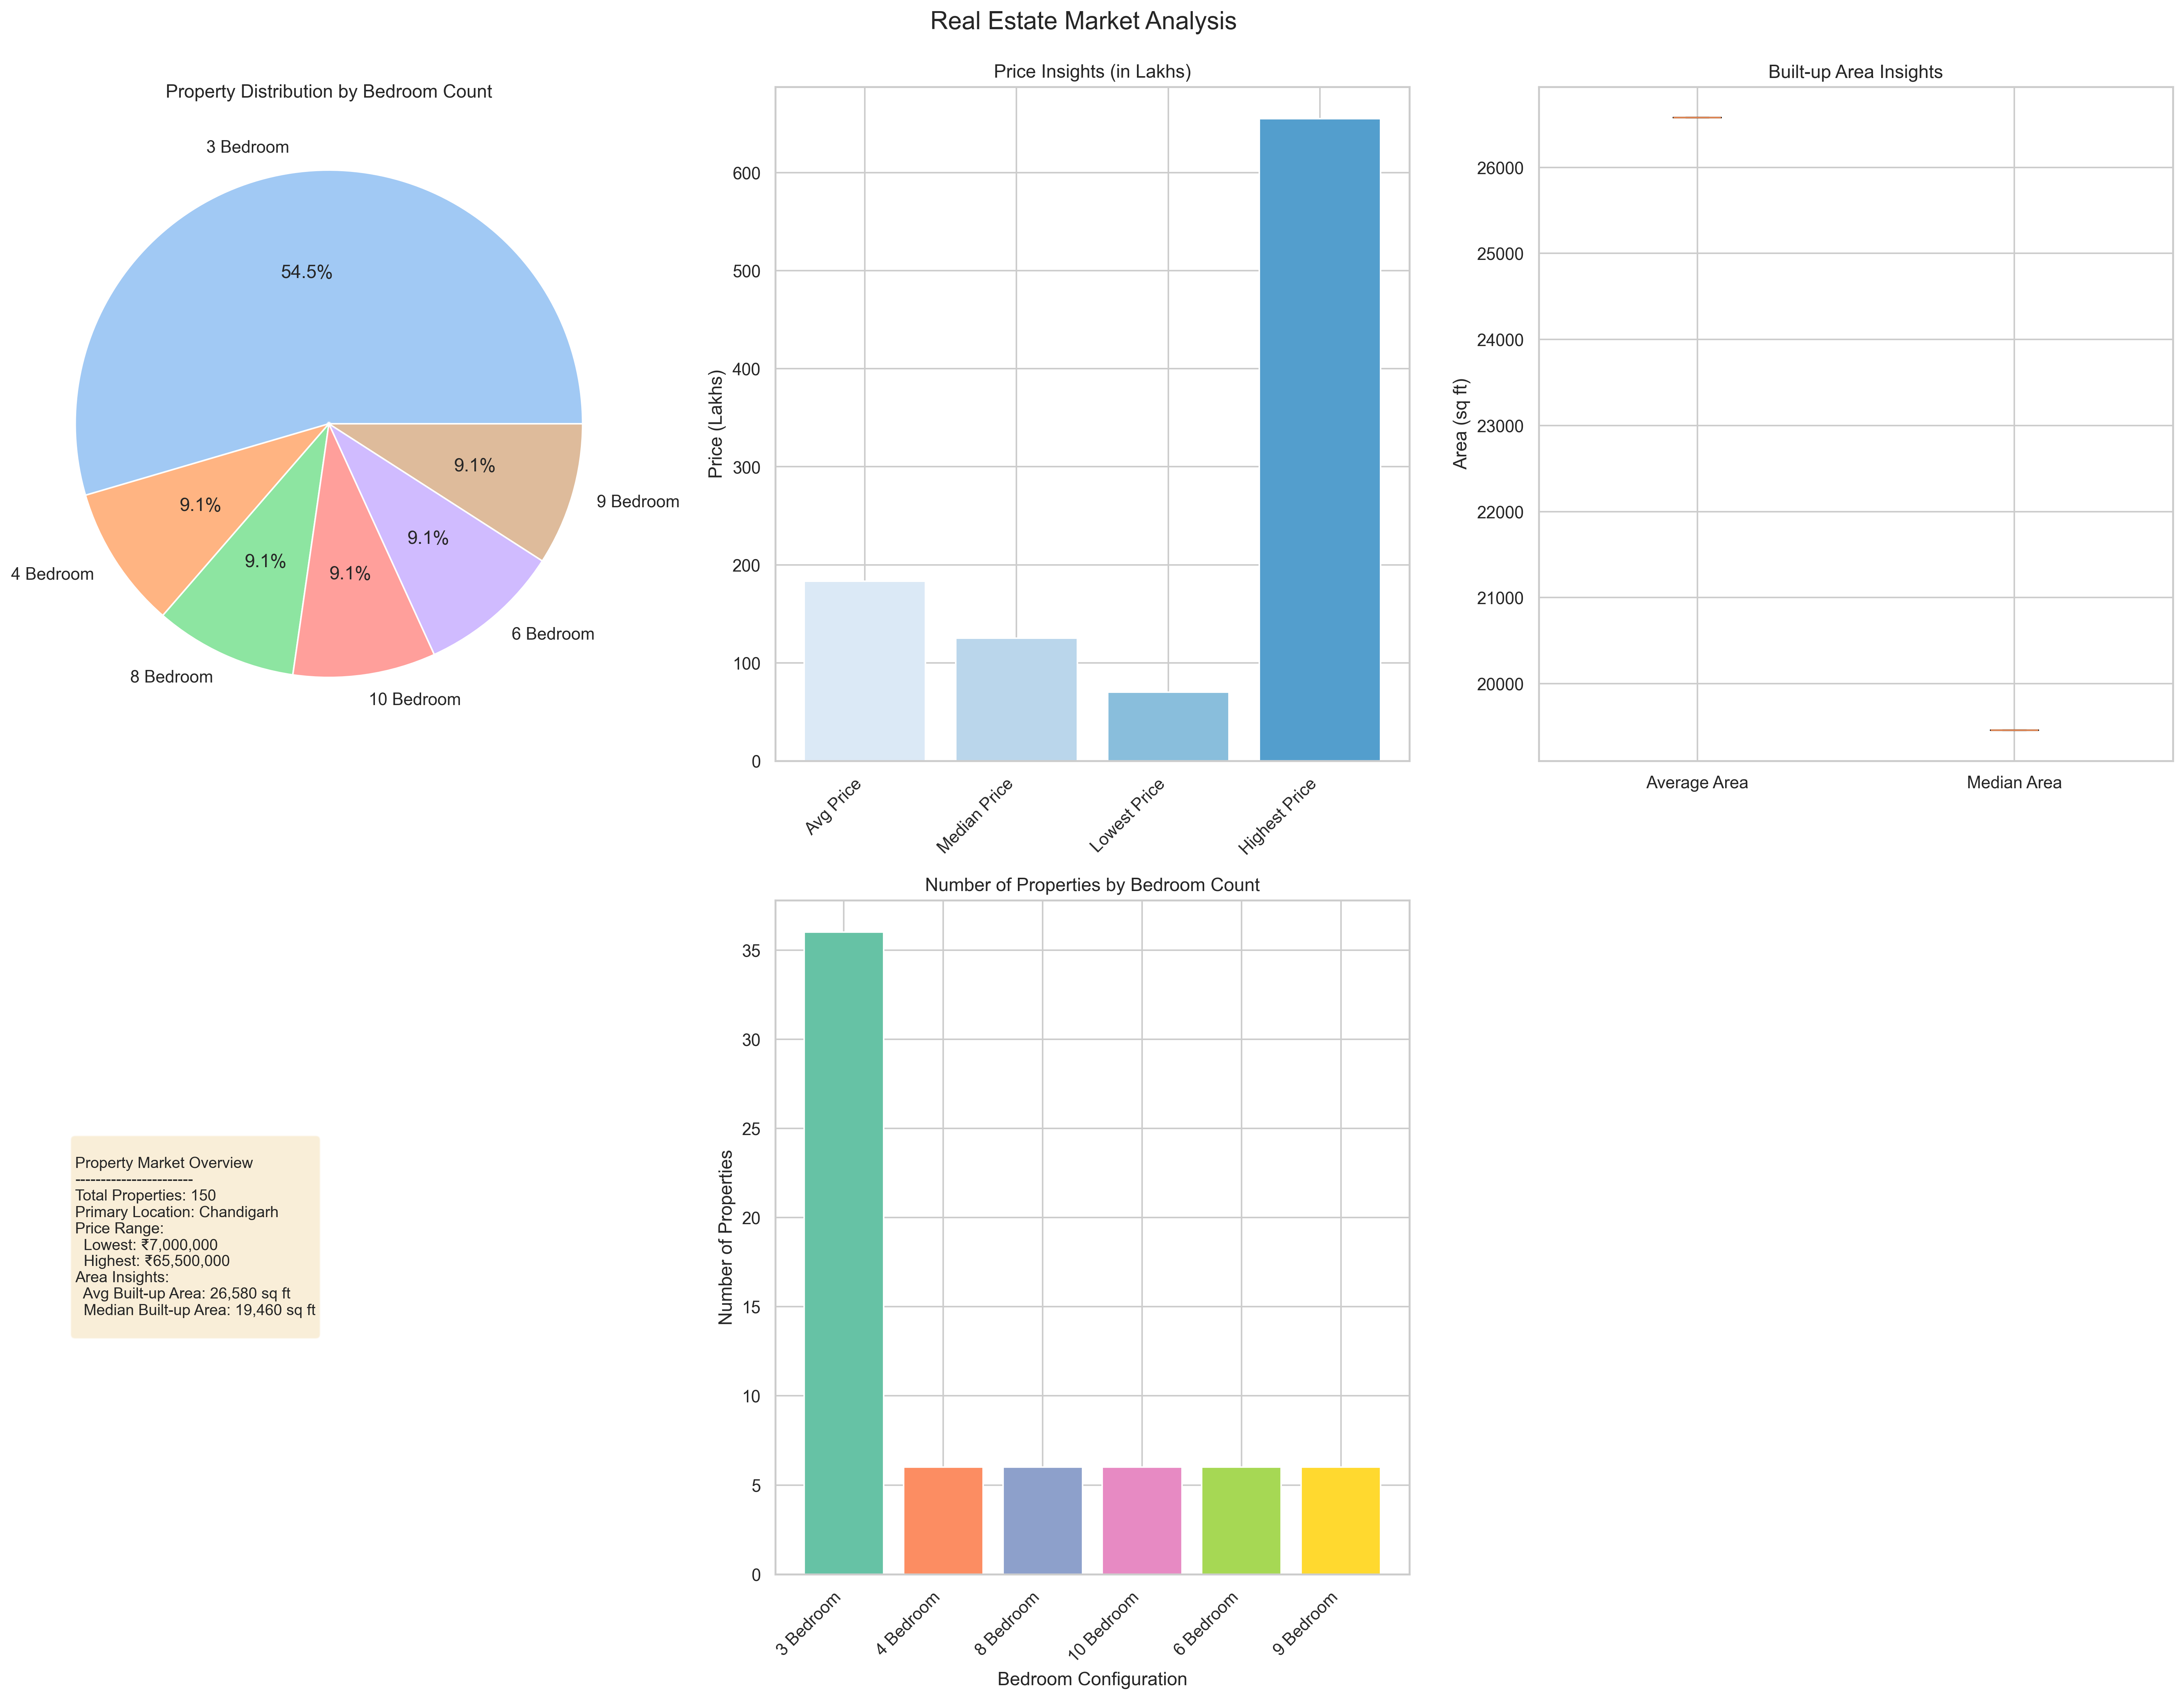 Real Estate Market Analysis
Property Distribution by Bedroom Count
3 Bedroom
54.5%
9.1%
4 Bedroom
9.1%
8 Bedroom
9.1%
10 Bedroom
9.1%
6 Bedroom
9.1%
9 Bedroom
Price Insights (in Lakhs)
Price (Lakhs)
600
500
400
300
200
100
0
Avg Price
Median Price
Lowest Price
Highest Price
Built-up Area Insights
Area (sq ft)
26000
25000
24000
23000
22000
21000
20000
Average Area
Median Area
Property Market Overview
-----------------------
Total Properties: 150
Primary Location: Chandigarh
Price Range:
Lowest: ₹7,000,000
Highest: ₹65,500,000
Area Insights:
Avg Built-up Area: 26,580 sq ft
Median Built-up Area: 19,460 sq ft
Number of Properties by Bedroom Count
Number of Properties
35
30
25
20
15
10
5
0
3 Bedroom
4 Bedroom
8 Bedroom
10 Bedroom
6 Bedroom
9 Bedroom
Bedroom Configuration